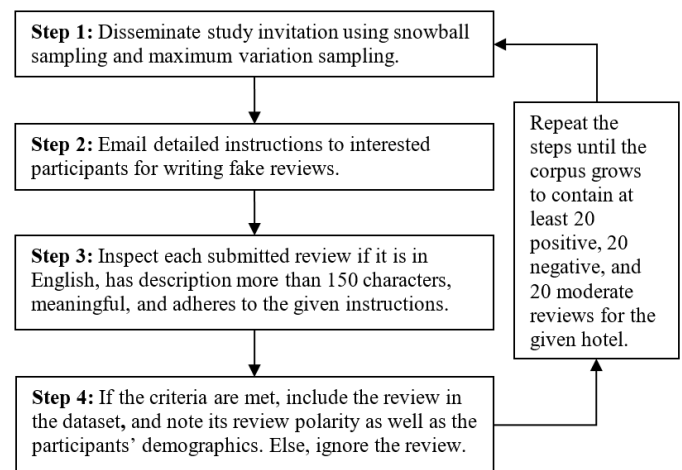 Step 1: Disseminate study invitation using snowball
sampling and maximum variation sampling.
Step 2: Email detailed instructions to interested
participants for writing fake reviews.
Step 3: Inspect each submitted review if it is in
English, has description more than 150 characters,
meaningful, and adheres to the given instructions.
Step 4: If the criteria are met, include the review in
the dataset, and note its review polarity as well as the
participants’ demographics. Else, ignore the review.
Repeat the
steps until the
corpus grows
to contain at
least 20
positive, 20
negative, and
20 moderate
reviews for the
given hotel.